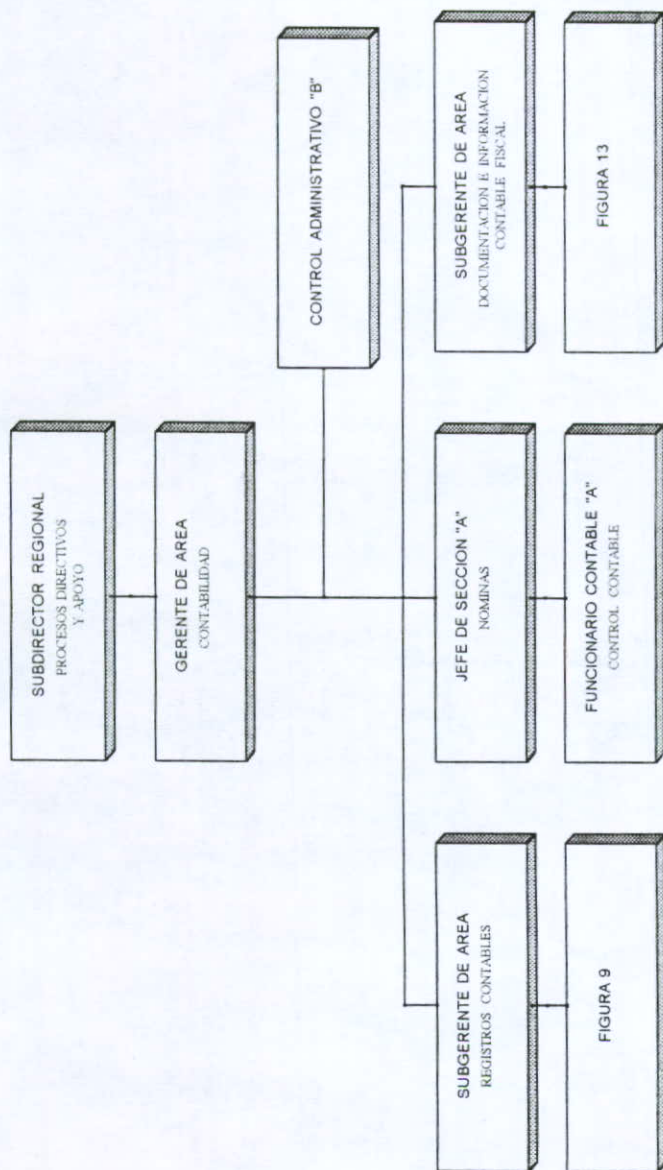 SUBDIRECTOR REGIONAL
PROCESOS DIRECTIVOS
Y APOYO
GERENTE DE AREA
CONTABILIDAD
CONTROL ADMINISTRATIVO "B"
SUBGERENTE DE AREA
REGISTROS CONTABLES
JEFE DE SECCION "A"
NOMINAS
SUBGERENTE DE AREA
DOCUMENTACION E INFORMACION
CONTABLE FISCAL
FIGURA 9
FUNCIONARIO CONTABLE "A"
CONTROL CONTABLE
FIGURA 13